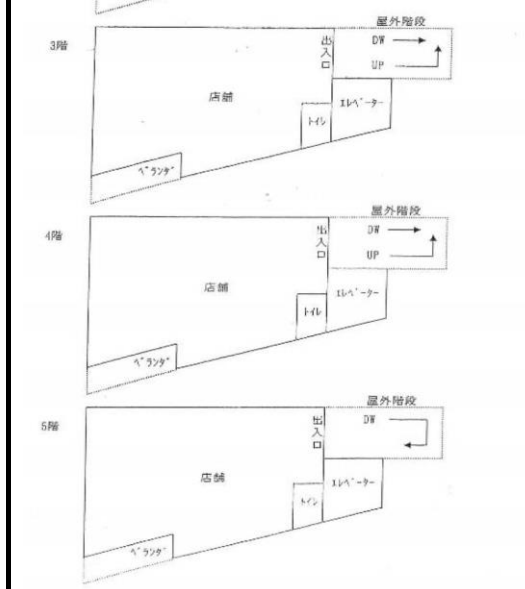 屋外階段
3階
出入口
DW
UP
店舗
エレベーター
トイレ
ベランダ
屋外階段
4階
出入口
DW
UP
店舗
エレベーター
トイレ
ベランダ
屋外階段
5階
出入口
DW
店舗
エレベーター
トイレ
ベランダ